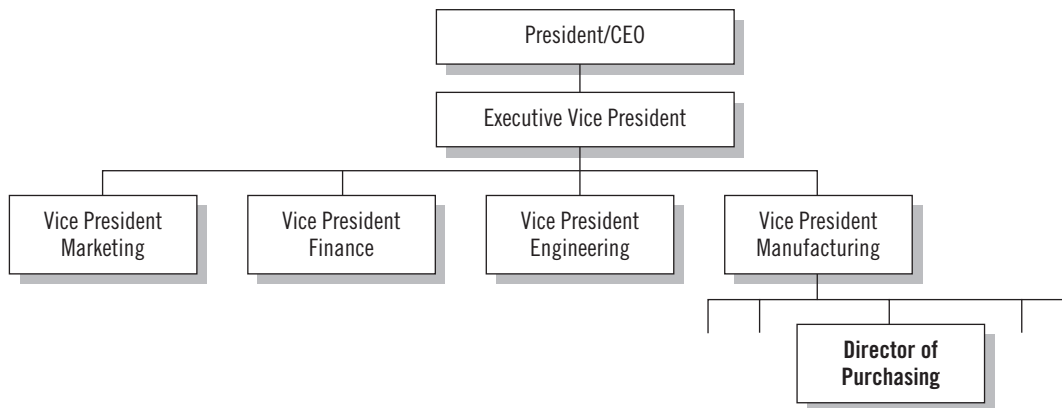 President/CEO
Executive Vice President
Vice President
Marketing
Vice President
Finance
Vice President
Engineering
Vice President
Manufacturing
Director of
Purchasing